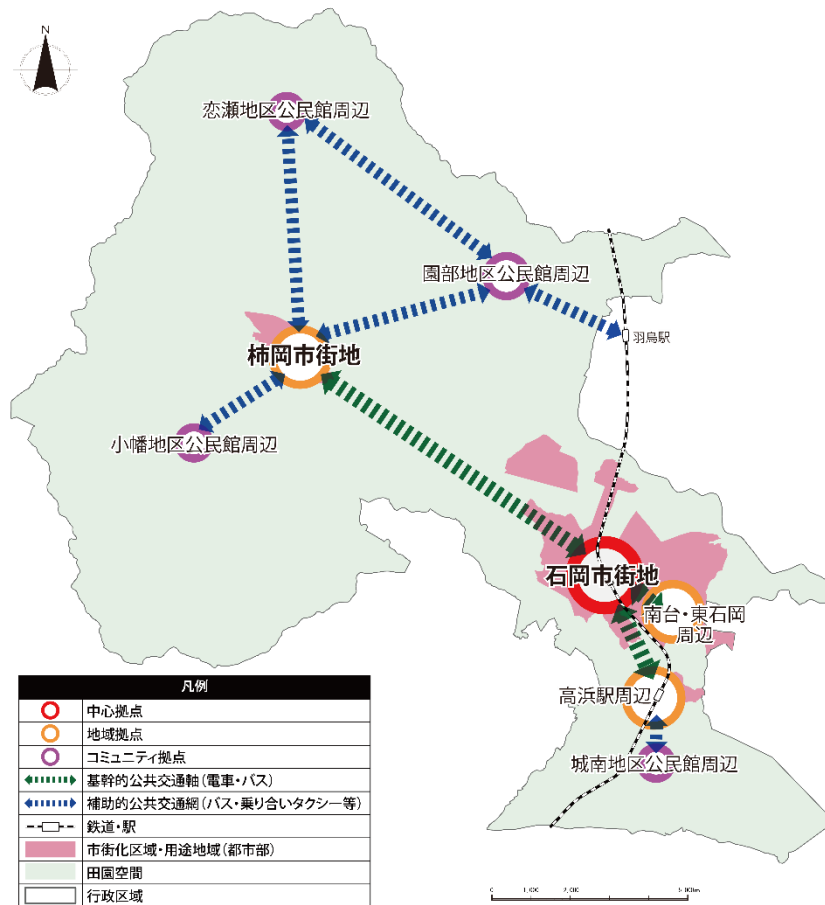 N
恋瀬地区公民館周辺
園部地区公民館周辺
羽鳥駅
柿岡市街地
小幡地区公民館周辺
石岡市街地
南台・東石岡
周辺
高浜駅周辺
城南地区公民館周辺
凡例
中心拠点
地域拠点
コミュニティ拠点
基幹的公共交通軸(電車・バス)
補助的公共交通網(バス・乗り合いタクシー等)
鉄道・駅
市街化区域・用途地域(都市部)
田園空間
行政区域
0 1,000 2,000